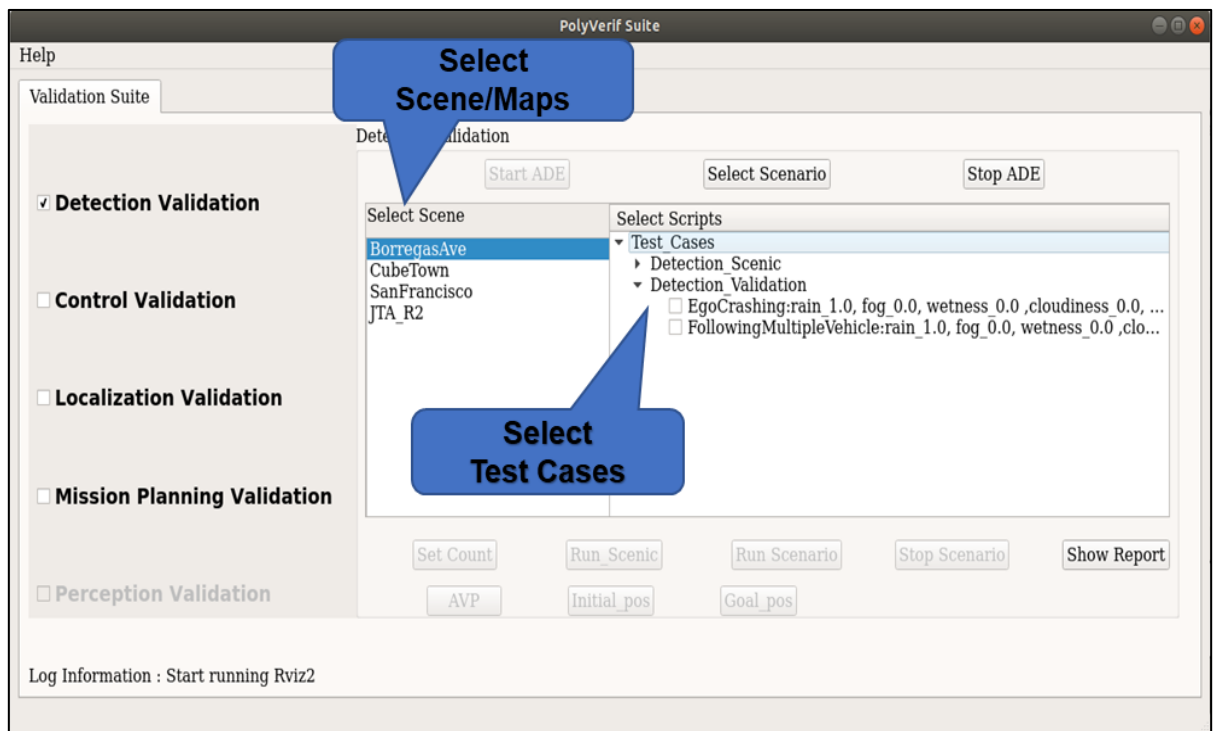 PolyVerif Suite
Help
Select
Scene/Maps
Validation Suite
Start ADE
Select Scenario
Stop ADE
Detection Validation
Control Validation
Localization Validation
Mission Planning Validation
Perception Validation
Select Scene
BorregasAve
CubeTown
SanFrancisco
JTA_R2
Select Scripts
Test_Cases
Detection_Scenic
Detection_Validation
EgoCrashing:rain_1.0, fog_0.0, wetness_0.0 ,cloudiness_0.0, ...
FollowingMultipleVehicle:rain_1.0, fog_0.0, wetness_0.0 ,clo...
Select
Test Cases
Set Count
Run_Scenic
Run Scenario
Stop Scenario
Show Report
AVP
Initial_pos
Goal_pos
Log Information : Start running Rviz2